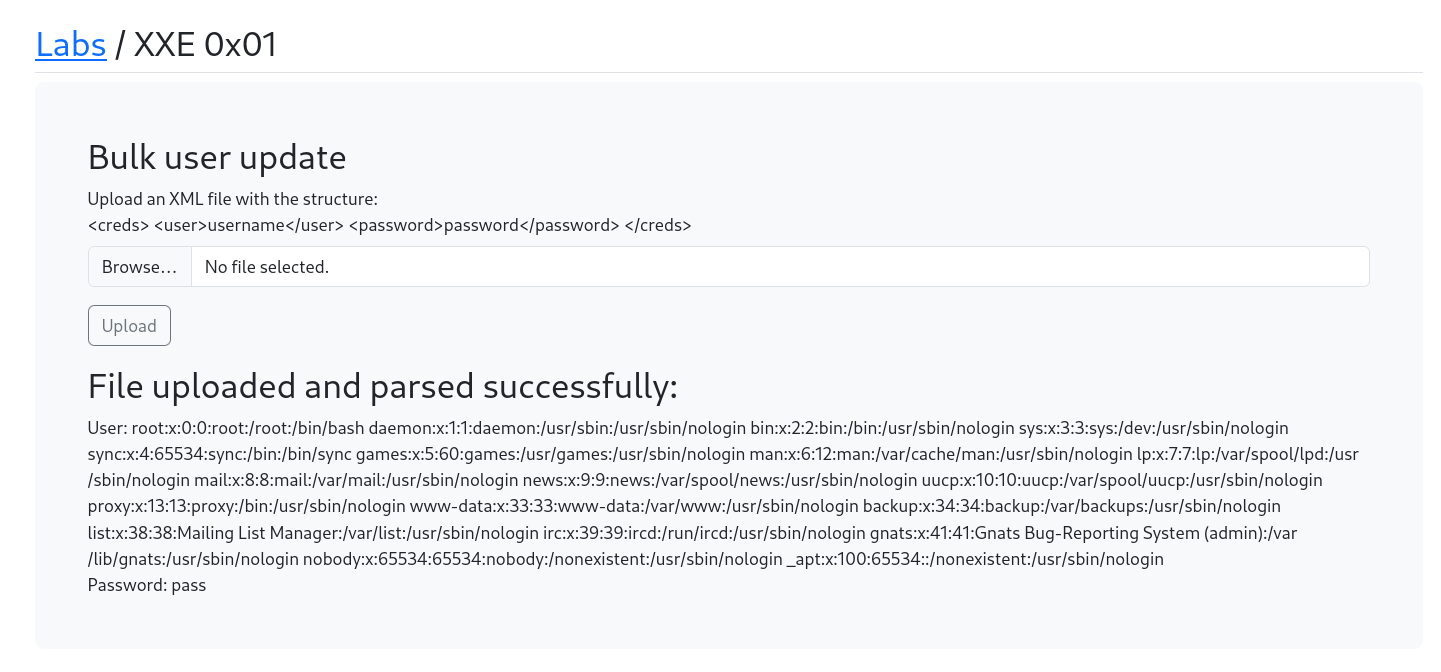 Labs / XXE 0x01
Bulk user update
Upload an XML file with the structure:
<creds> <user>username</user> <password>password</password> </creds>
Browse... No file selected.
Upload
File uploaded and parsed successfully:
User: root:x:0:0:root:/root:/bin/bash daemon:x:1:1:daemon:/usr/sbin:/usr/sbin/nologin bin:x:2:2:bin:/bin:/usr/sbin/nologin sys:x:3:3:sys:/dev:/usr/sbin/nologin
sync:x:4:65534:sync:/bin:/bin/sync games:x:5:60:games:/usr/games:/usr/sbin/nologin man:x:6:12:man:/var/cache/man:/usr/sbin/nologin lp:x:7:7:lp:/var/spool/lpd:/usr
/sbin/nologin mail:x:8:8:mail:/var/mail:/usr/sbin/nologin news:x:9:9:news:/var/spool/news:/usr/sbin/nologin uucp:x:10:10:uucp:/var/spool/uucp:/usr/sbin/nologin
proxy:x:13:13:proxy:/bin:/usr/sbin/nologin www-data:x:33:33:www-data:/var/www:/usr/sbin/nologin backup:x:34:34:backup:/var/backups:/usr/sbin/nologin
list:x:38:38:Mailing List Manager:/var/list:/usr/sbin/nologin irc:x:39:39:ircd:/run/ircd:/usr/sbin/nologin gnats:x:41:41:Gnats Bug-Reporting System (admin):/var
/lib/gnats:/usr/sbin/nologin nobody:x:65534:65534:nobody:/nonexistent:/usr/sbin/nologin _apt:x:100:65534::/nonexistent:/usr/sbin/nologin
Password: pass